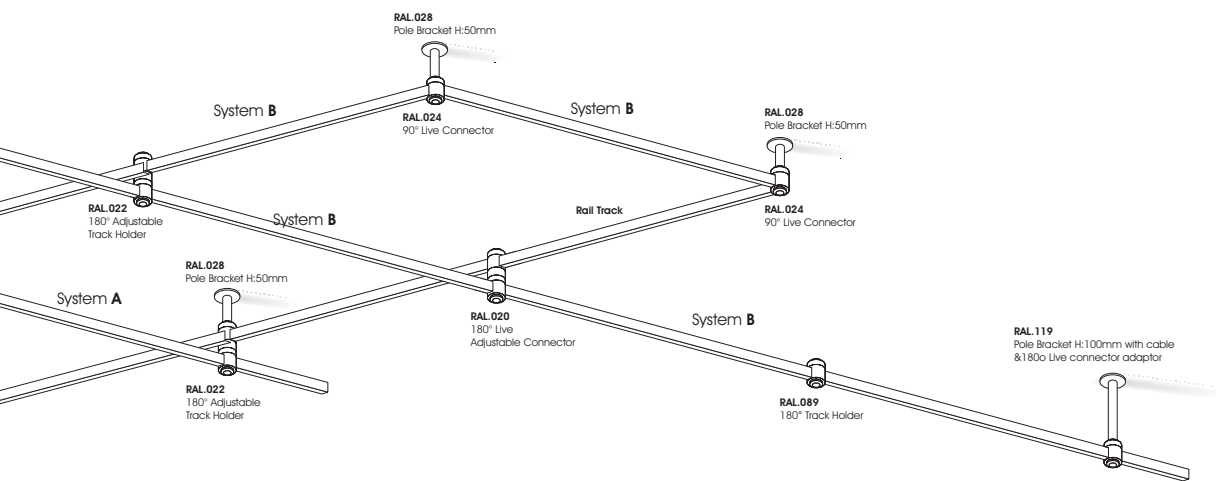 RAL.028
Pole Bracket H:50mm
System B
System B
RAL.024
90° Live Connector
RAL.028
Pole Bracket H:50mm
RAL.022
180° Adjustable
Track Holder
System B
Rail Track
RAL.024
90° Live Connector
RAL.028
Pole Bracket H:50mm
System A
RAL.020
180° Live
Adjustable Connector
System B
RAL.119
Pole Bracket H:100mm with cable
&180o Live connector adaptor
RAL.022
180° Adjustable
Track Holder
RAL.089
180° Track Holder